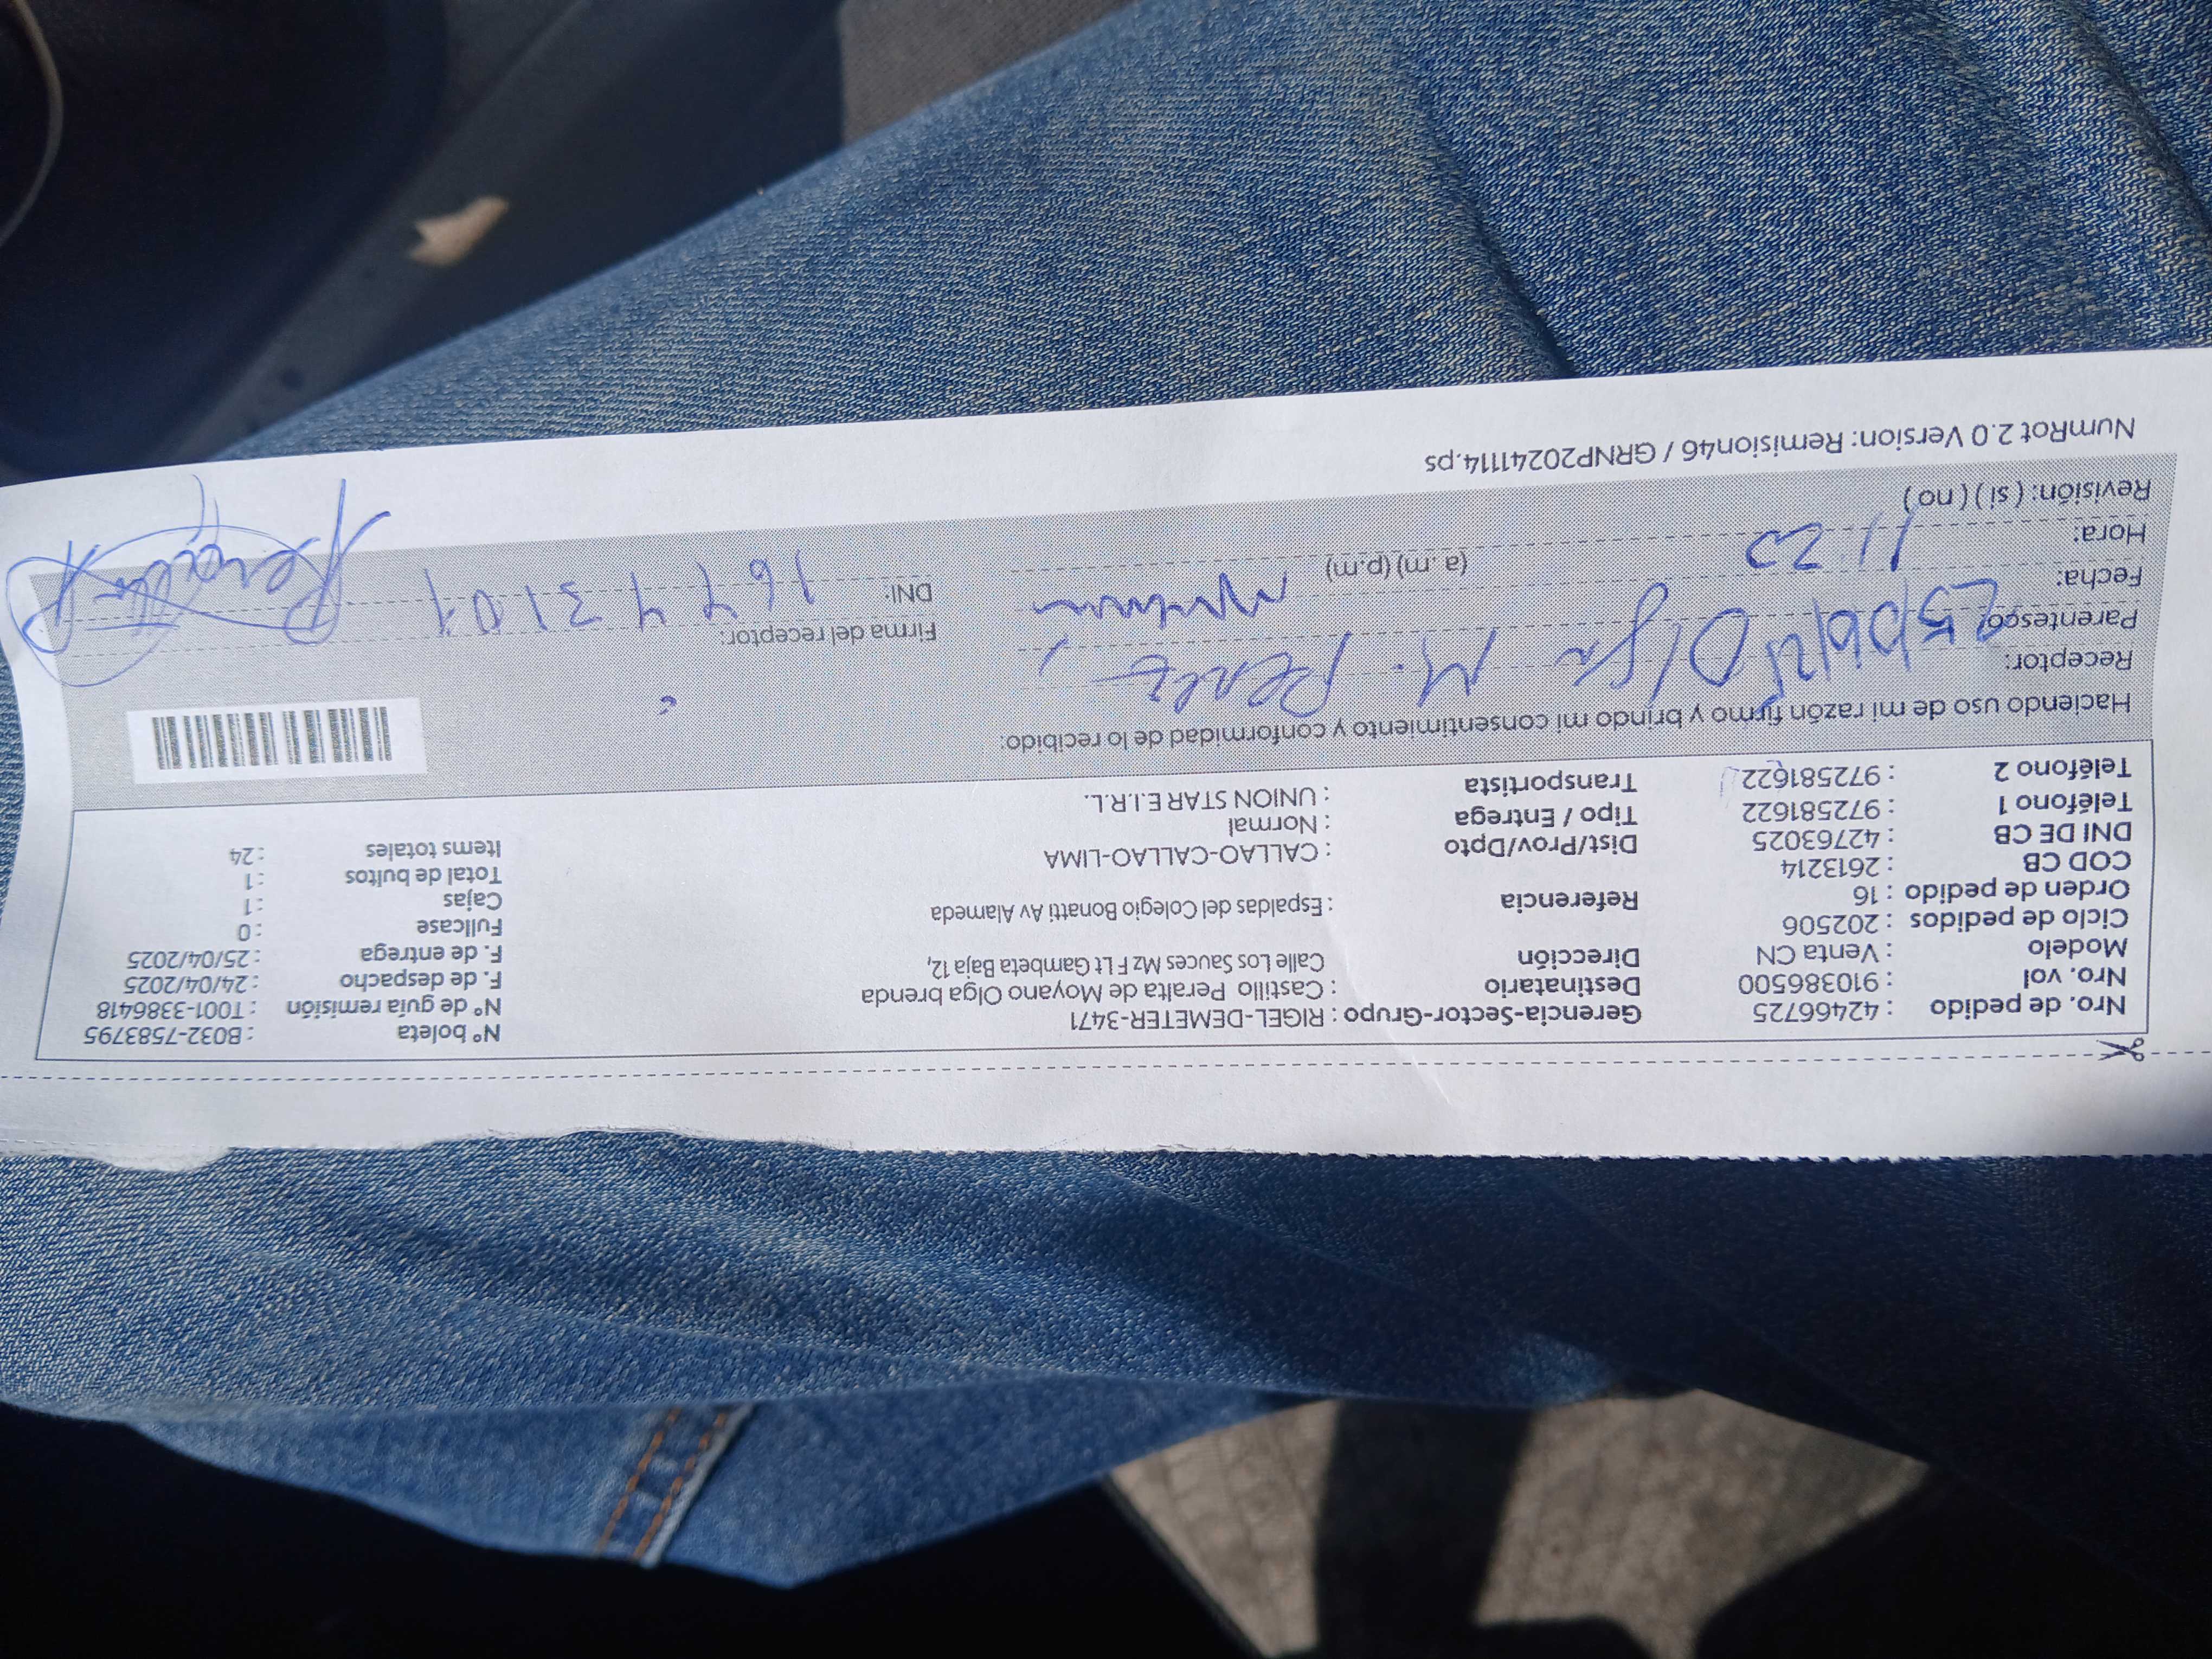 Nro. de pedido : 42466725 Gerencia-Sector-Grupo : RIGEL-DEMETER-3471 N° boleta : B032-7583795
Nro. vol : 910386500 Destinatario : Castillo Peralta de Moyano Olga brenda N° de guía remisión : T001-3386418
Modelo : Venta CN Dirección Calle Los Sauces Mz F Lt Gambeta Baja 12, F. de despacho : 24/04/2025
Ciclo de pedidos : 202506 F. de entrega : 25/04/2025
Orden de pedido : 16 Referencia : Espaldas del Colegio Bonatti Av Alameda Fullcase : 0
COD CB : 2613214 Cajas : 1
DNI DE CB : 42763025 Dist/Prov/Dpto : CALLAO-CALLAO-LIMA Total de bultos : 1
Teléfono 1 : 972581622 Tipo / Entrega : Normal Items totales : 24
Teléfono 2 : 972581622 Transportista : UNION STAR E.I.R.L.
Haciendo uso de mi razón firmo y brindo mi consentimiento y conformidad de lo recibido:
Receptor: Olga M.
Parentesco: Firma del receptor:
Fecha: DNI:
Hora: 11:20 (a. m) (p.m)
Revisión: ( si ) ( no )
NumRot 2.0 Version: Remision46 / GRNP20241114.ps